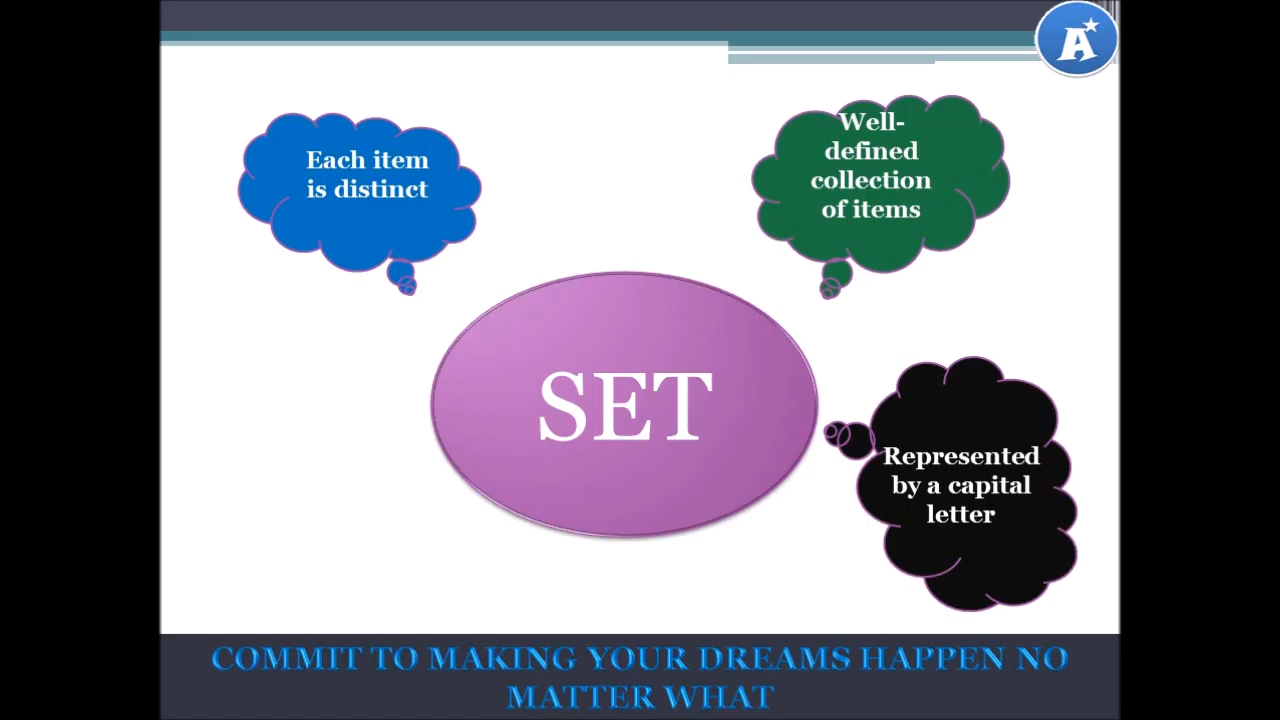 A
Each item
is distinct
Well-
defined
collection
of items
SET
Represented
by a capital
letter
COMMIT TO MAKING YOUR DREAMS HAPPEN NO
MATTER WHAT